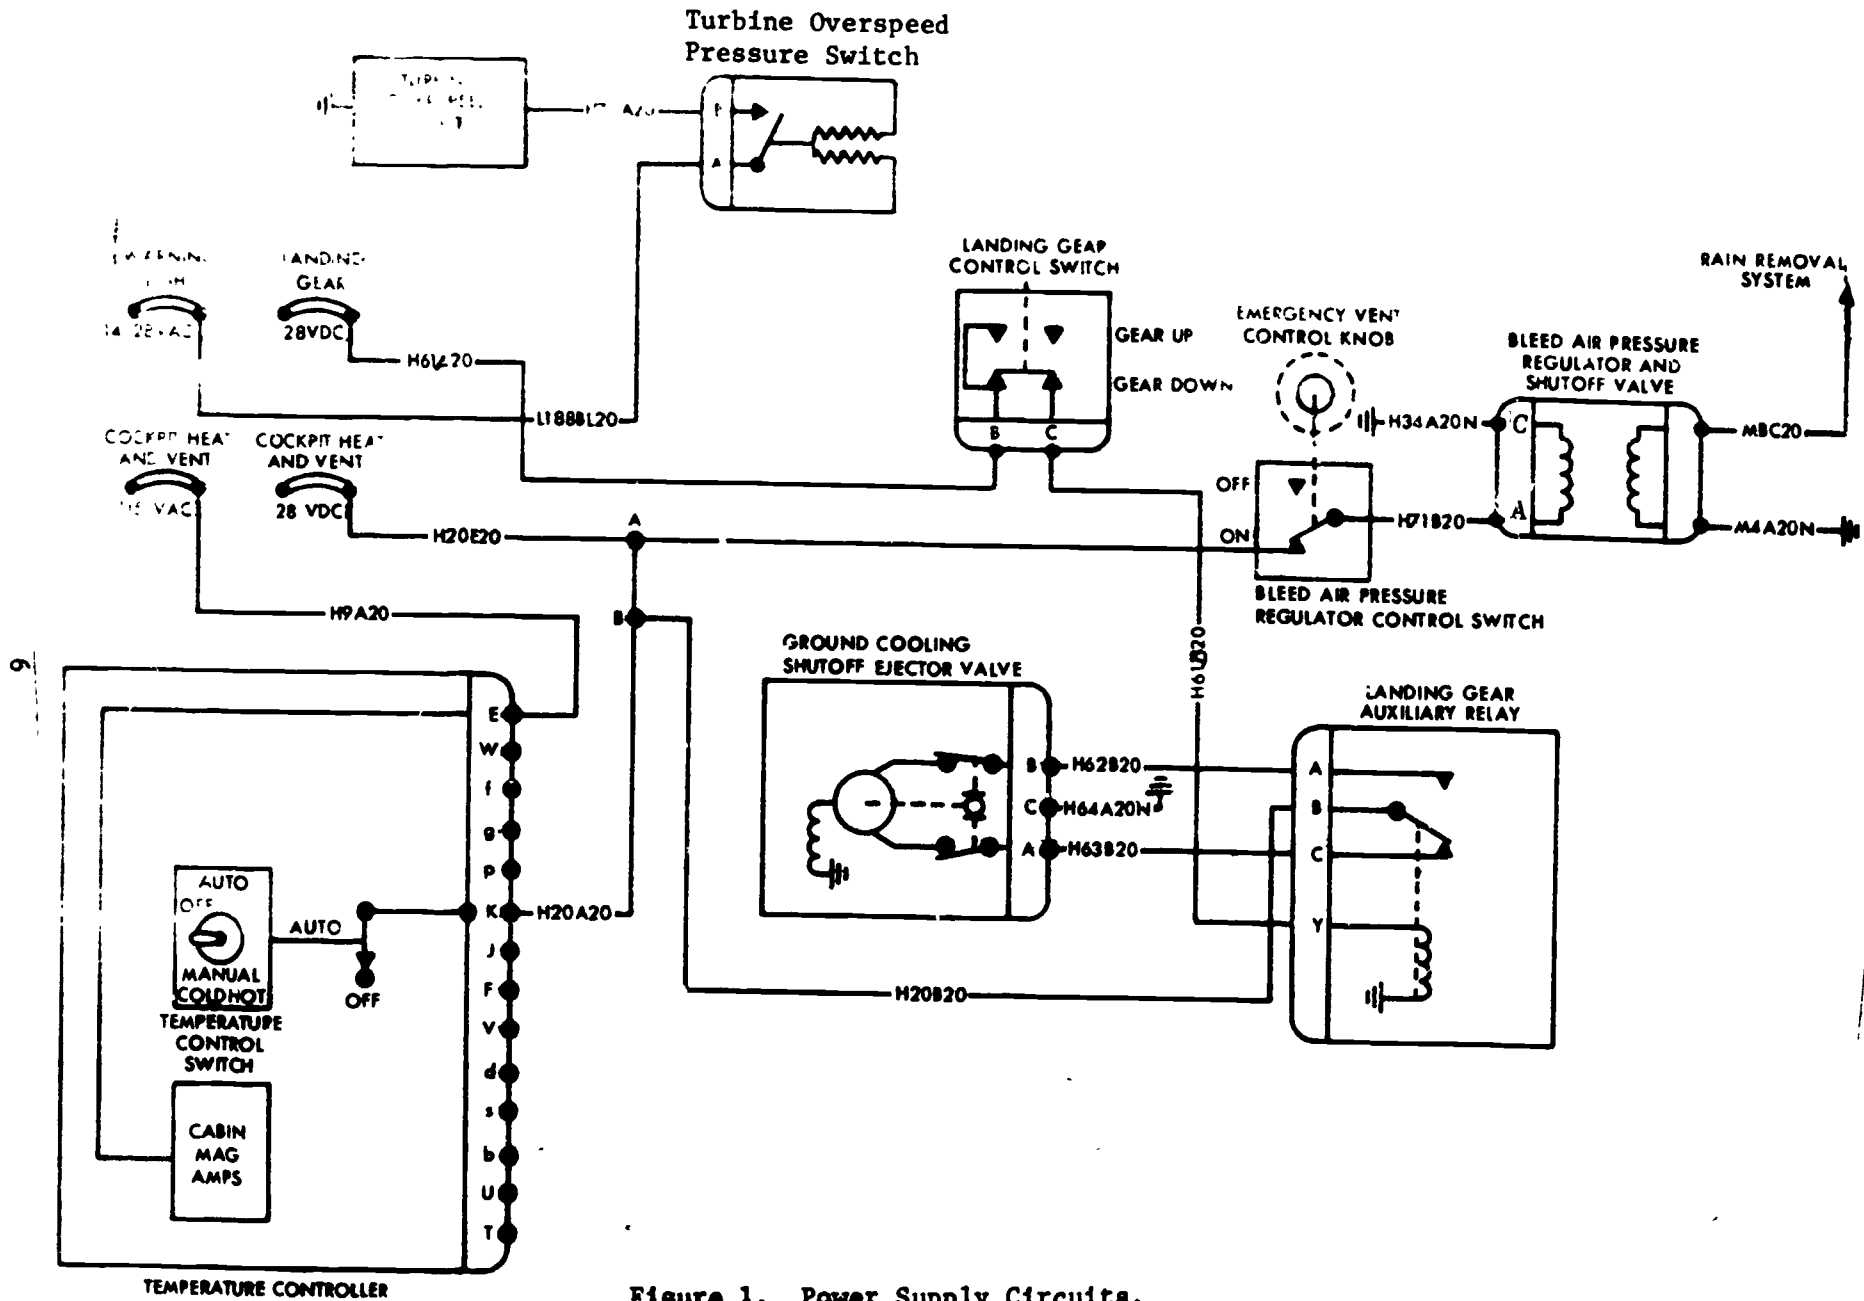 Turbine Overspeed
Pressure Switch
A
LANDING
GEAR
28VDC
H61A20
L188BL20
COCKPIT HEAT
AND VENT
VAC
COCKPIT HEAT
AND VENT
28 VDC
H20E20
A
B
H9A20
LANDING GEAR
CONTROL SWITCH
GEAR UP
GEAR DOWN
B
C
EMERGENCY VENT
CONTROL KNOB
OFF
ON
BLEED AIR PRESSURE
REGULATOR CONTROL SWITCH
RAIN REMOVAL
SYSTEM
BLEED AIR PRESSURE
REGULATOR AND
SHUTOFF VALVE
H34A20N
C
A
H71B20
M8C20
M4A20N
GROUND COOLING
SHUTOFF EJECTOR VALVE
B
C
A
H62B20
H64A20N
H63B20
H61B20
LANDING GEAR
AUXILIARY RELAY
A
B
C
Y
H20B20
H20A20
E
W
f
g
p
K
J
F
V
d
s
b
U
T
AUTO
OFF
MANUAL
COLD HOT
TEMPERATURE
CONTROL
SWITCH
AUTO
OFF
CABIN
MAG
AMPS
TEMPERATURE CONTROLLER
Figure 1. Power Supply Circuits.